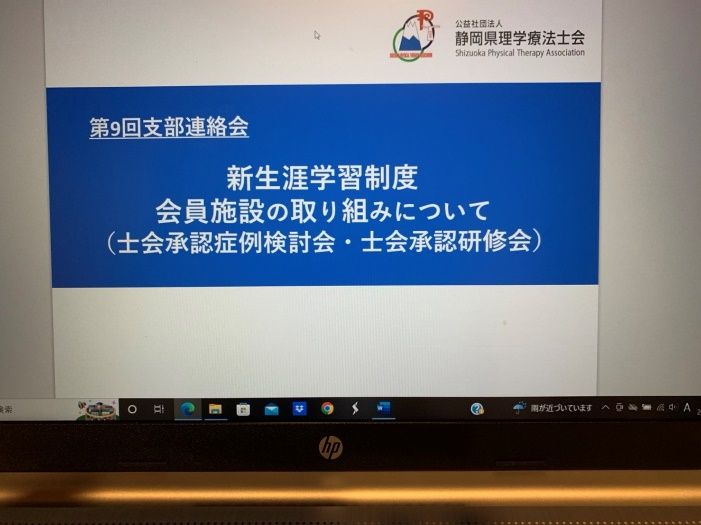 公益社団法人
静岡県理学療法士会
Shizuoka Physical Therapy Association
第9回支部連絡会
新生涯学習制度
会員施設の取り組みについて
（士会承認症例検討会・士会承認研修会）
検索
雨が近づいています
A
hp